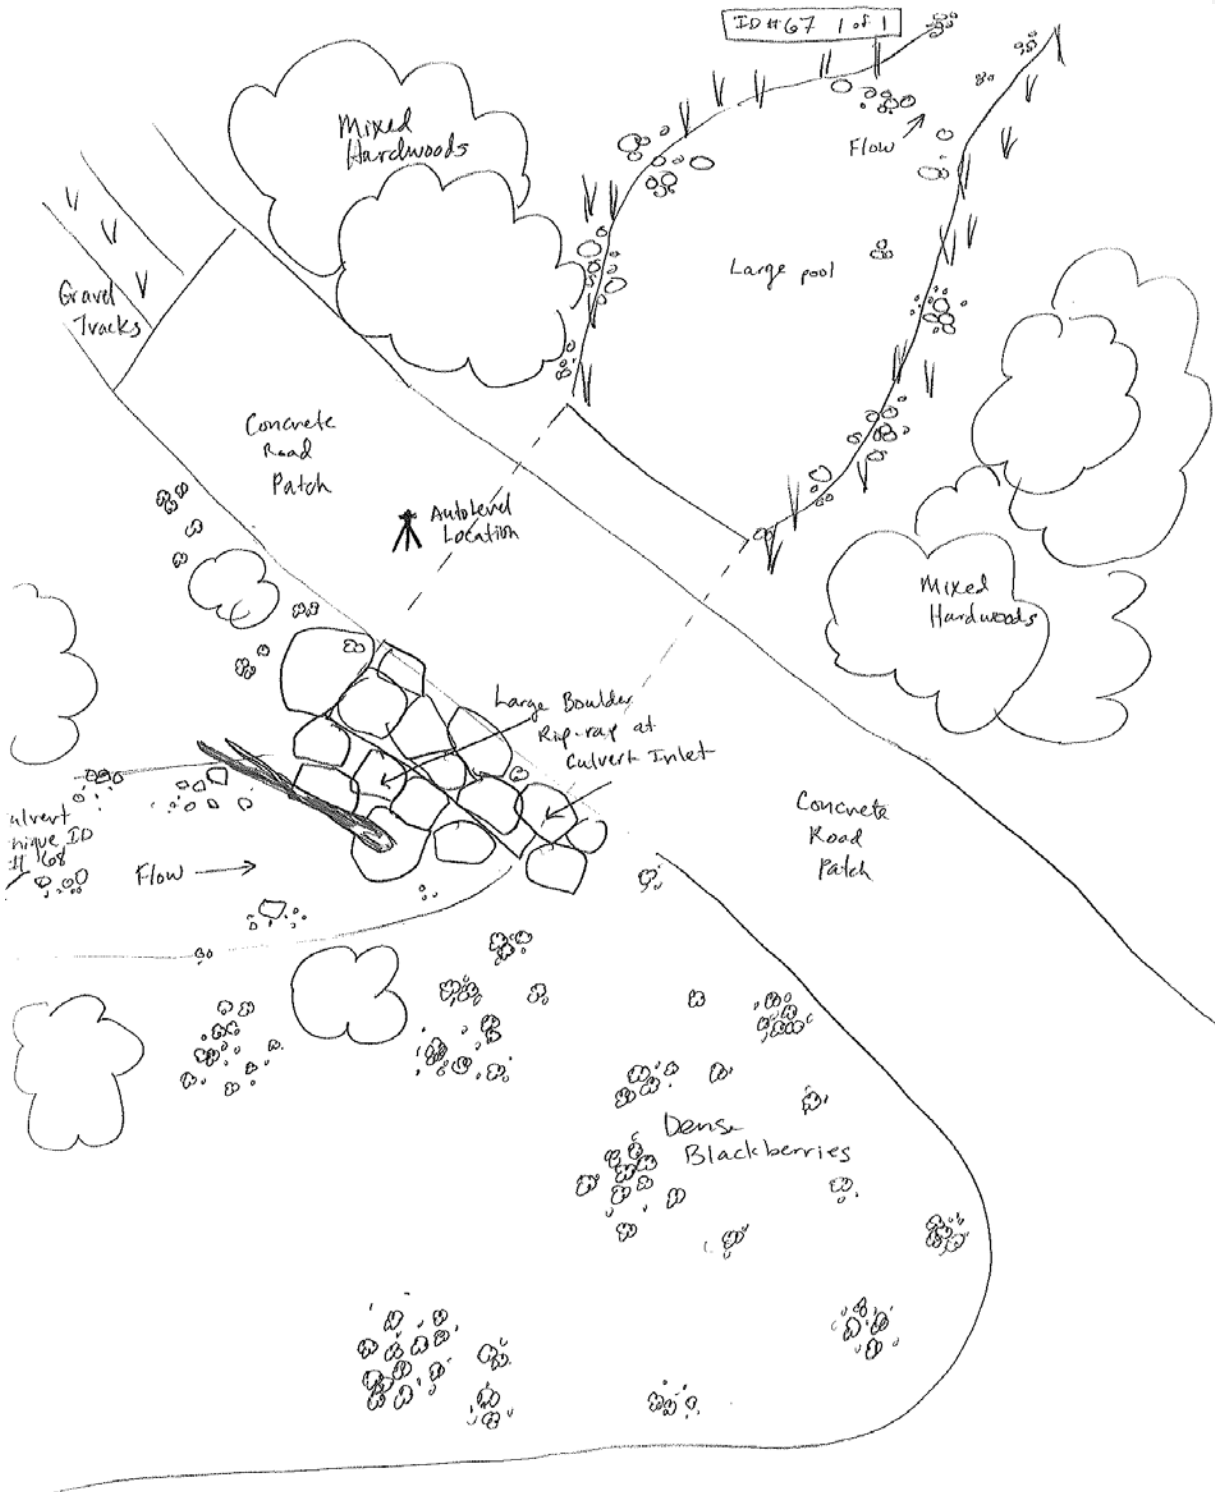 ID # 67 1 of 1
Mixed
Hardwoods
Flow
Large pool
Gravel
Tracks
Concrete
Road
Patch
AutoLevel
Location
Mixed
Hardwoods
Large Boulder
Rip-rap at
Culvert Inlet
Concrete
Road
Patch
ulvert
nique ID
# 68
Flow
Dense
Blackberries